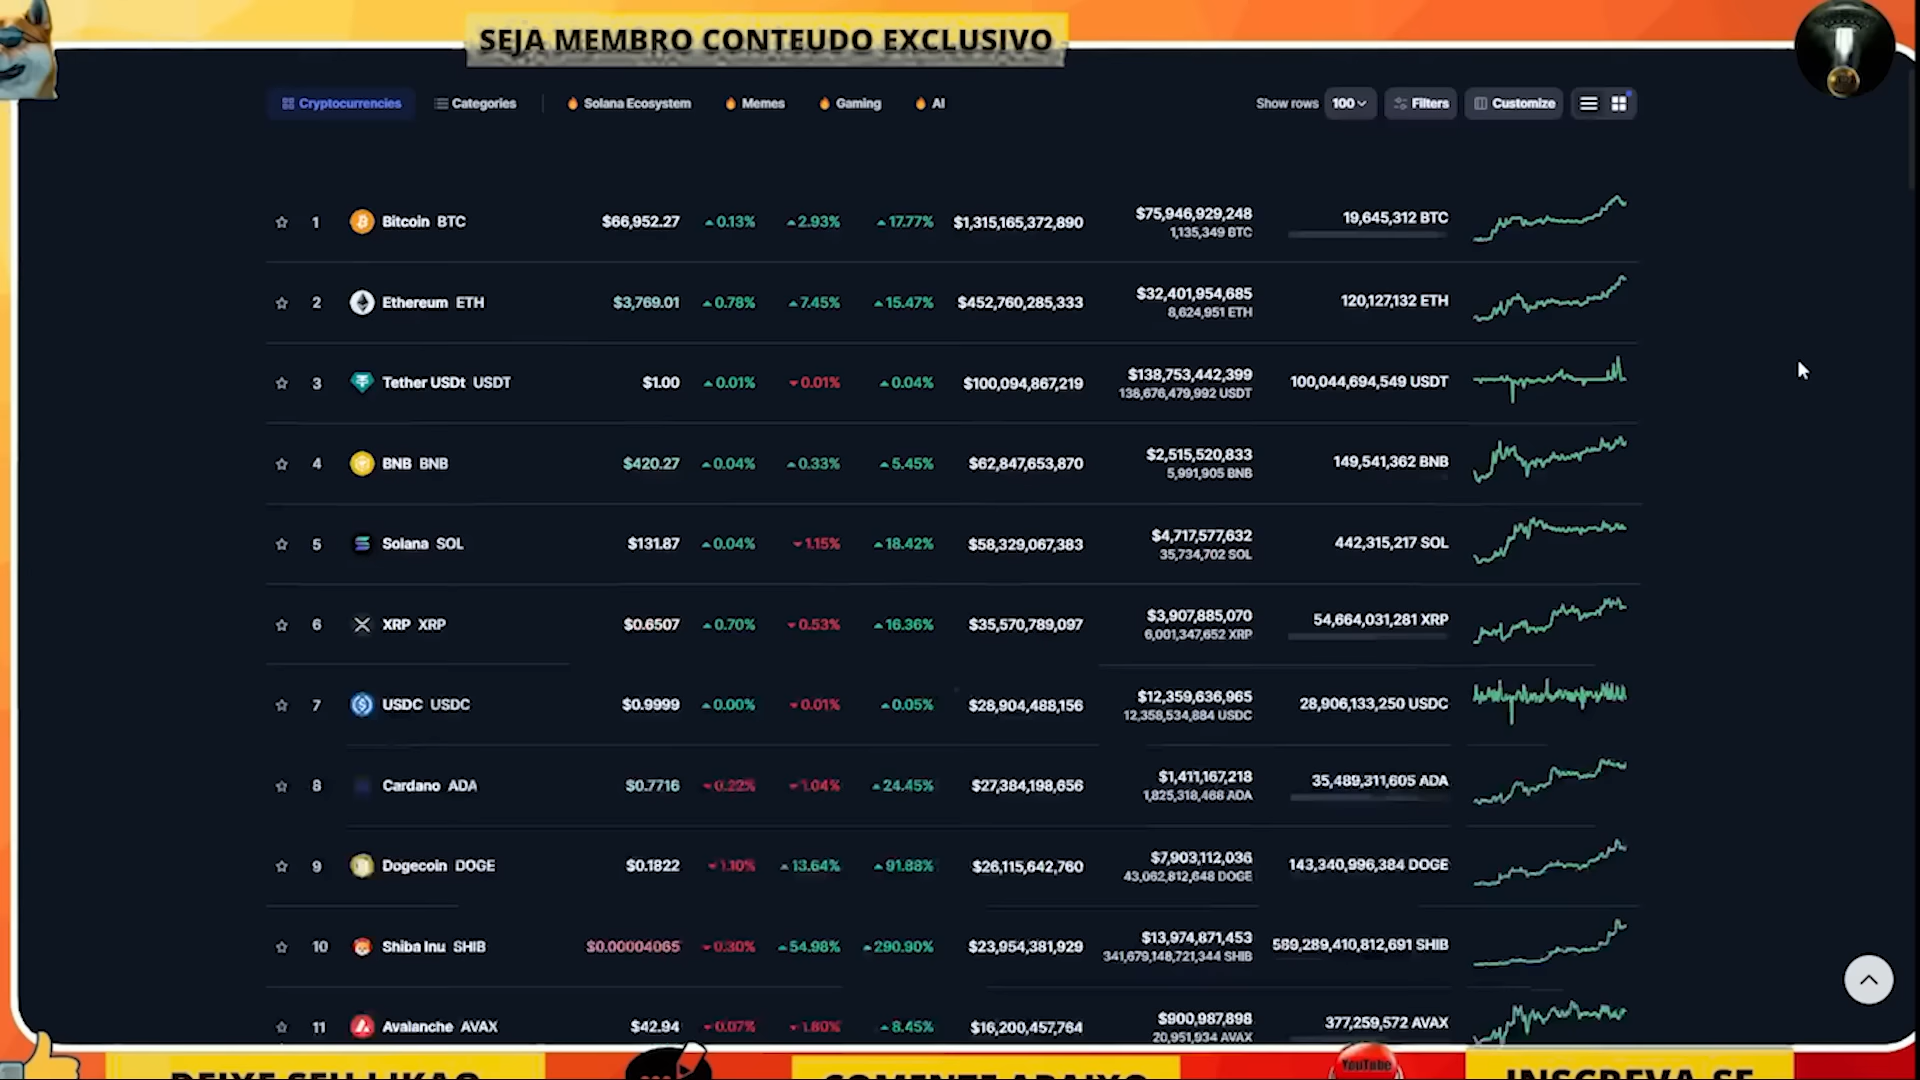 SEJA MEMBRO CONTEUDO EXCLUSIVO
Cryptocurrencies Categories Solana Ecosystem Memes Gaming AI Show rows 100 Filters Customize
1 Bitcoin BTC $66,952.27 0.13% 2.93% 17.77% $1,315,165,372,890 $75,946,929,248 19,645,312 BTC
1,135,349 BTC
2 Ethereum ETH $3,769.01 0.78% 7.45% 15.47% $452,760,285,333 $32,401,954,685 120,127,132 ETH
8,624,951 ETH
3 Tether USDt USDT $1.00 0.01% 0.01% 0.04% $100,094,867,219 $138,753,442,399 100,044,694,549 USDT
138,676,479,992 USDT
4 BNB BNB $420.27 0.04% 0.33% 5.45% $62,847,653,870 $2,515,520,833 149,541,362 BNB
5,991,905 BNB
5 Solana SOL $131.87 0.04% 1.15% 18.42% $58,329,067,383 $4,717,577,632 442,315,217 SOL
35,734,702 SOL
6 XRP XRP $0.6507 0.70% 0.53% 16.36% $35,570,789,097 $3,907,885,070 54,664,031,281 XRP
6,001,347,652 XRP
7 USDC USDC $0.9999 0.00% 0.01% 0.05% $28,904,488,156 $12,359,636,965 28,906,133,250 USDC
12,358,534,884 USDC
8 Cardano ADA $0.7716 0.22% 1.04% 24.45% $27,384,198,656 $1,411,167,218 35,489,311,605 ADA
1,825,318,468 ADA
9 Dogecoin DOGE $0.1822 1.10% 13.64% 91.88% $26,115,642,760 $7,903,112,036 143,340,996,384 DOGE
43,062,812,648 DOGE
10 Shiba Inu SHIB $0.00004065 0.30% 54.98% 290.90% $23,954,381,929 $13,974,871,453 589,289,410,812,691 SHIB
341,679,148,721,344 SHIB
11 Avalanche AVAX $42.94 0.07% 1.80% 8.45% $16,200,457,764 $900,987,898 377,259,572 AVAX
20,951,934 AVAX
DEIXE SEU LIKAO COMENTE ABAIXO YouTube INSCREVA-SE